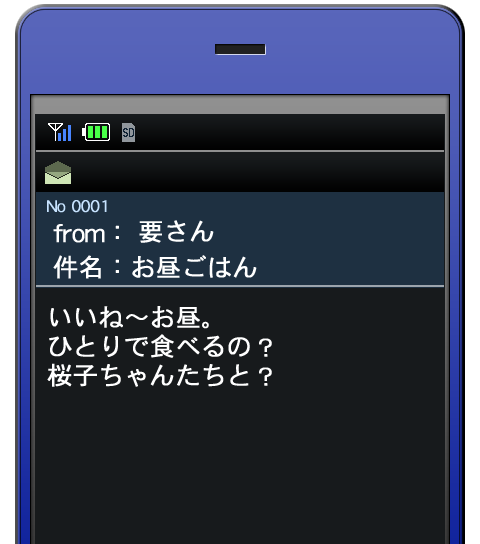 SD
No 0001
from： 要さん
件名：お昼ごはん
いいね～お昼。
ひとりで食べるの？
桜子ちゃんたちと？